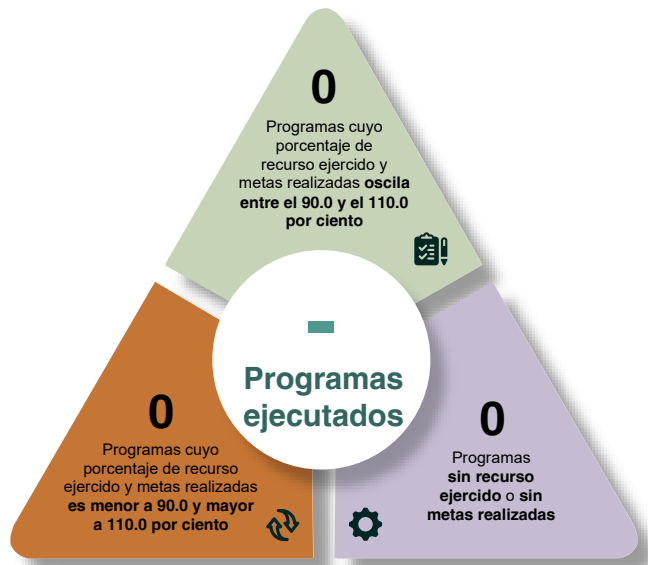 0
Programas cuyo
porcentaje de
recurso ejercido y
metas realizadas oscila
entre el 90.0 y el 110.0
por ciento
-
Programas
ejecutados
0
Programas cuyo
porcentaje de recurso
ejercido y metas realizadas
es menor a 90.0 y mayor
a 110.0 por ciento
0
Programas
sin recurso
ejercido o sin
metas realizadas